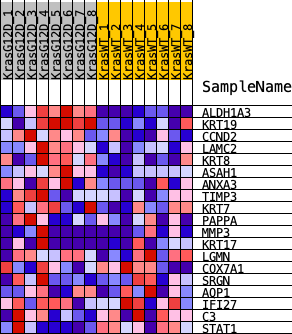 KrasG12D_1
KrasG12D_2
KrasG12D_3
KrasG12D_4
KrasG12D_5
KrasG12D_6
KrasG12D_7
KrasG12D_8
KrasWT_1
KrasWT_2
KrasWT_3
KrasWT_4
KrasWT_5
KrasWT_6
KrasWT_7
KrasWT_8
SampleName
ALDH1A3
KRT19
CCND2
LAMC2
KRT8
ASAH1
ANXA3
TIMP3
KRT7
PAPPA
MMP3
KRT17
LGMN
COX7A1
SRGN
AQP1
IFI27
C3
STAT1